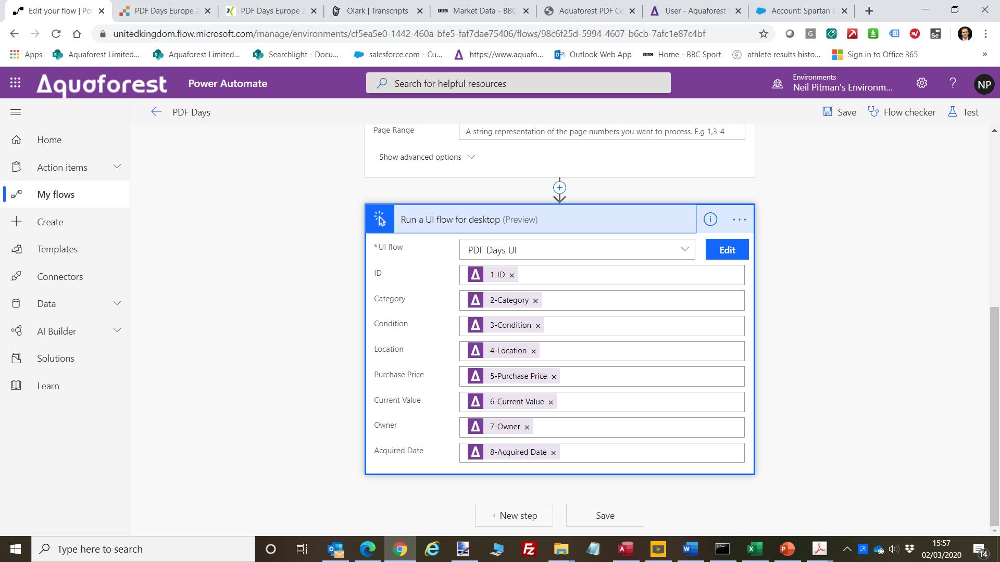 Edit your flow | Po
PDF Days Europe 2
PDF Days Europe 2
Olark | Transcripts
BBC
Market Data - BBC
Aquaforest PDF Co
User - Aquaforest S
Account: Spartan C
unitedkingdom.flow.microsoft.com/manage/environments/cf5ea5e0-1442-460a-bfe5-faf7dae75406/flows/98c6f25d-5994-4607-b6cb-7afc1e87c4bf
Apps
Aquaforest Limited...
Aquaforest Limited...
Searchlight - Docu...
salesforce.com - Cu...
https://www.aquafo...
Outlook Web App
BBC
Home - BBC Sport
athlete results histo...
Sign in to Office 365
»
Aquaforest
Power Automate
Search for helpful resources
Environments
Neil Pitman's Environm...
?
NP
PDF Days
Save
Flow checker
Test
Home
Action items
My flows
Create
Templates
Connectors
Data
AI Builder
Solutions
Learn
Page Range
A string representation of the page numbers you want to process. E.g 1,3-4
Show advanced options
Run a UI flow for desktop (Preview)
* UI flow
PDF Days UI
Edit
ID
1-ID ×
Category
2-Category ×
Condition
3-Condition ×
Location
4-Location ×
Purchase Price
5-Purchase Price ×
Current Value
6-Current Value ×
Owner
7-Owner ×
Acquired Date
8-Acquired Date ×
+ New step
Save
Type here to search
15:57
02/03/2020
14